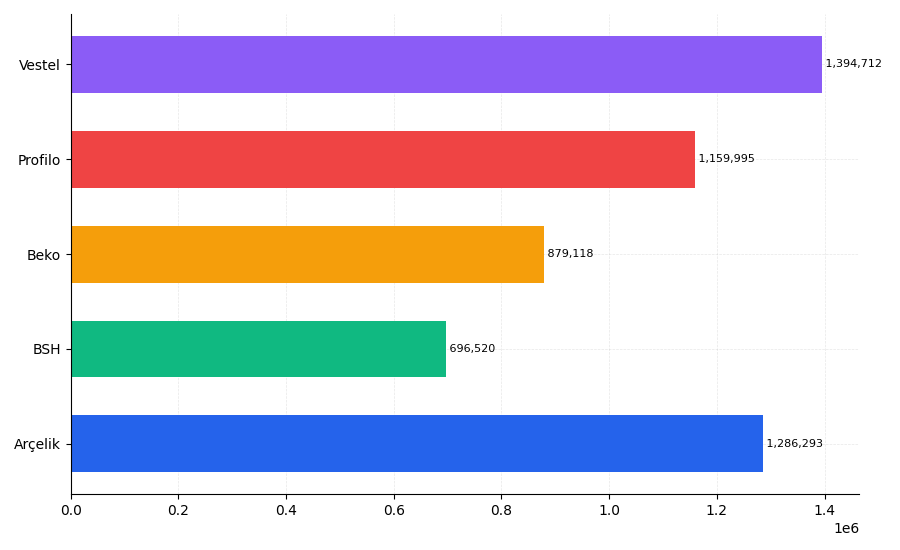 Vestel 1,394,712
Profilo 1,159,995
Beko 879,118
BSH 696,520
Arçelik 1,286,293
0.0 0.2 0.4 0.6 0.8 1.0 1.2 1.4
1e6